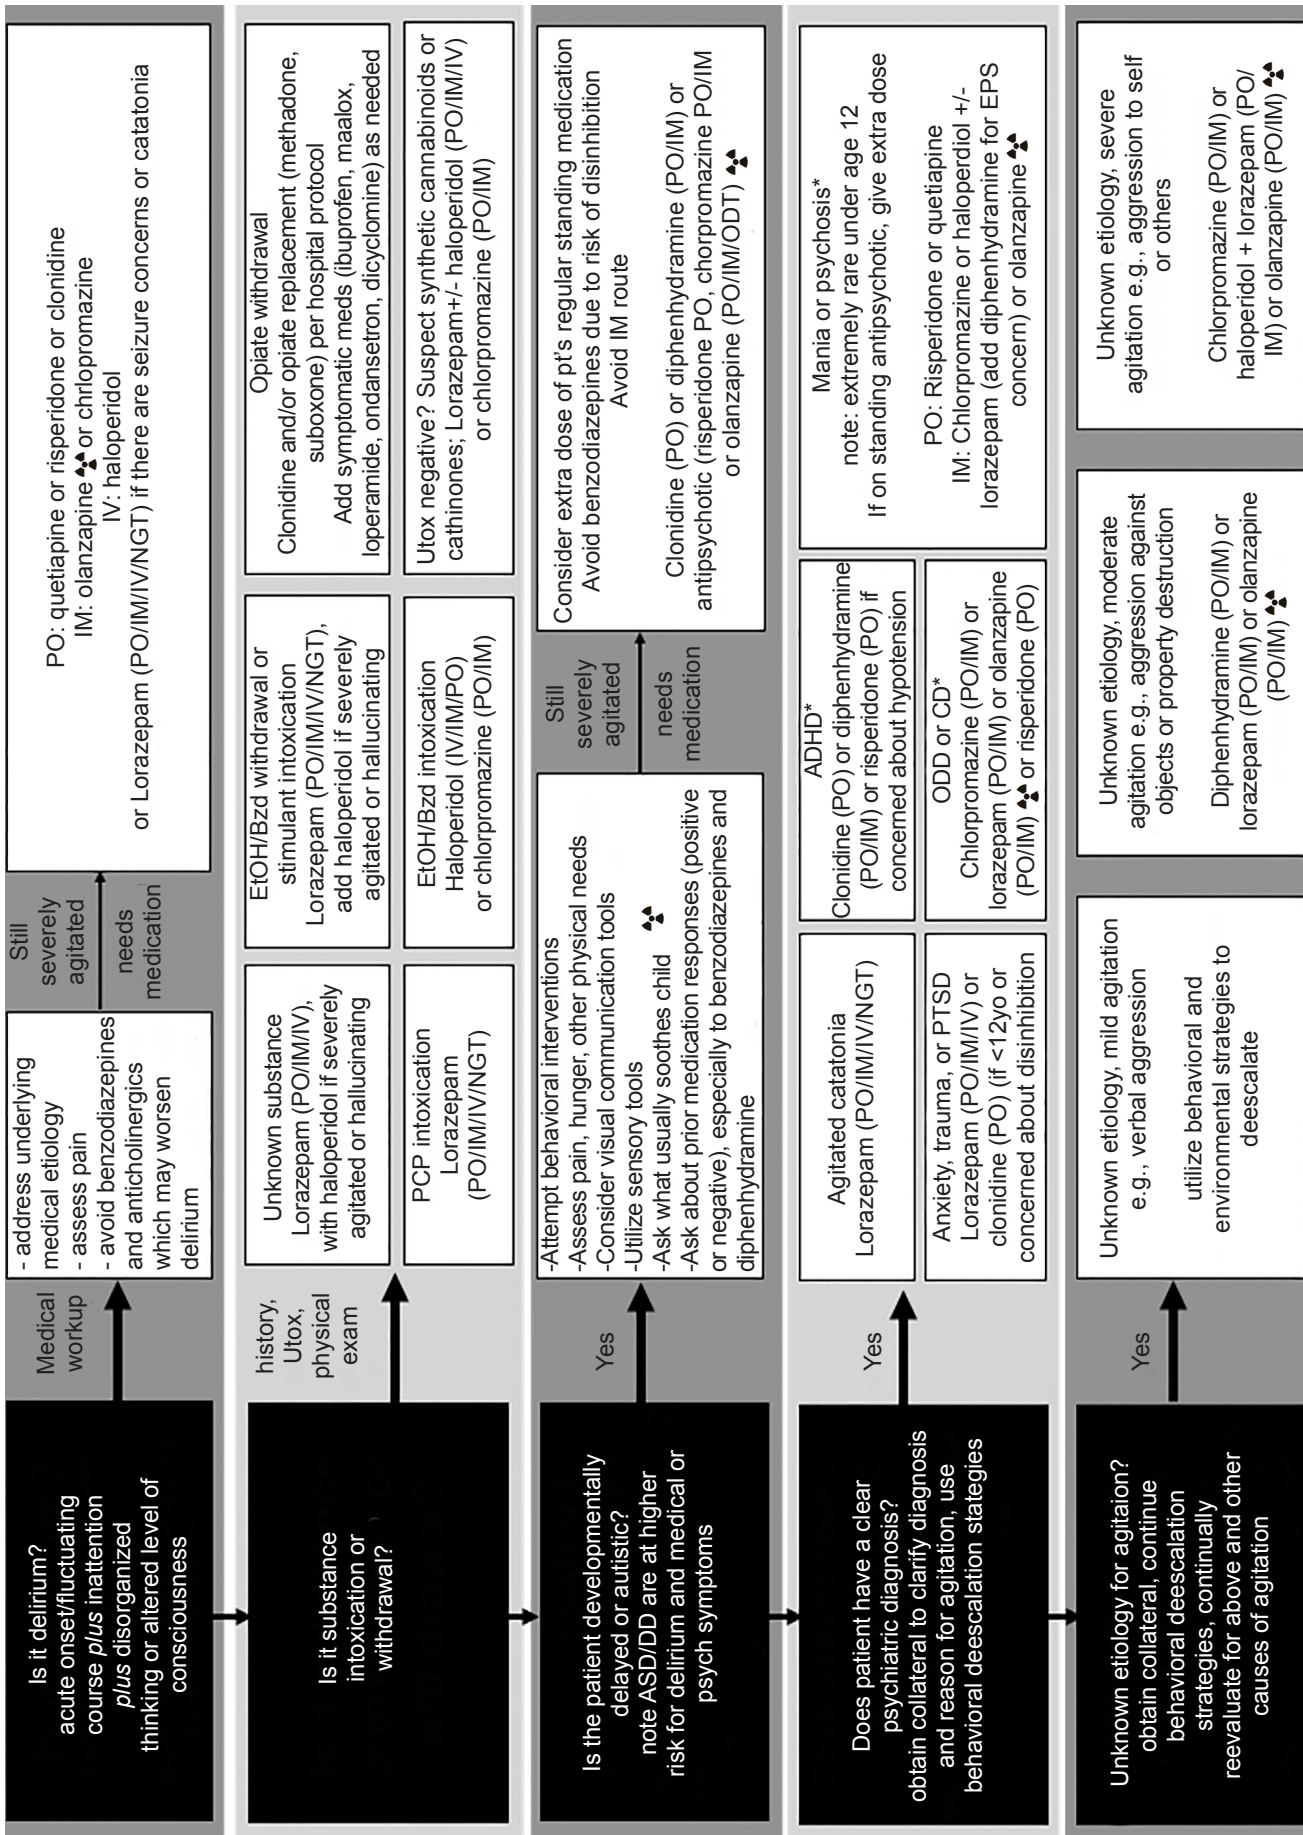 Is it delirium?
acute onset/fluctuating
course plus inattention
plus disorganized
thinking or altered level of
consciousness
Medical
workup
- address underlying
medical etiology
- assess pain
- avoid benzodiazepines
and anticholinergics
which may worsen
delirium
Still
severely
agitated
needs
medication
PO: quetiapine or risperidone or clonidine
IM: olanzapine ☢ or chrlopromazine
IV: haloperidol
or Lorazepam (PO/IM/IV/NGT) if there are seizure concerns or catatonia
Is it substance
intoxication or
withdrawal?
history,
Utox,
physical
exam
Unknown substance
Lorazepam (PO/IM/IV),
with haloperidol if severely
agitated or hallucinating
PCP intoxication
Lorazepam
(PO/IM/IV/NGT)
EtOH/Bzd withdrawal or
stimulant intoxication
Lorazepam (PO/IM/IV/NGT),
add haloperidol if severely
agitated or hallucinating
EtOH/Bzd intoxication
Haloperidol (IV/IM/PO)
or chlorpromazine (PO/IM)
Opiate withdrawal
Clonidine and/or opiate replacement (methadone,
suboxone) per hospital protocol
Add symptomatic meds (ibuprofen, maalox,
loperamide, ondansetron, dicyclomine) as needed
Utox negative? Suspect synthetic cannabinoids or
cathinones; Lorazepam+/- haloperidol (PO/IM/IV)
or chlorpromazine (PO/IM)
Is the patient developmentally
delayed or autistic?
note ASD/DD are at higher
risk for delirium and medical or
psych symptoms
Yes
-Attempt behavioral interventions
-Assess pain, hunger, other physical needs
-Consider visual communication tools
-Utilize sensory tools
-Ask what usually soothes child ☢
-Ask about prior medication responses (positive
or negative), especially to benzodiazepines and
diphenhydramine
Still
severely
agitated
needs
medication
Consider extra dose of pt's regular standing medication
Avoid benzodiazepines due to risk of disinhibition
Avoid IM route
Clonidine (PO) or diphenhydramine (PO/IM) or
antipsychotic (risperidone PO, chorpromazine PO/IM
or olanzapine (PO/IM/ODT) ☢
Does patient have a clear
psychiatric diagnosis?
obtain collateral to clarify diagnosis
and reason for agitation, use
behavioral deescalation stategies
Yes
Agitated catatonia
Lorazepam (PO/IM/IV/NGT)
Anxiety, trauma, or PTSD
Lorazepam (PO/IM/IV) or
clonidine (PO) (if <12yo or
concerned about disinhibition
ADHD*
Clonidine (PO) or diphenhydramine
(PO/IM) or risperidone (PO) if
concerned about hypotension
ODD or CD*
Chlorpromazine (PO/IM) or
lorazepam (PO/IM) or olanzapine
(PO/IM) ☢ or risperidone (PO)
Mania or psychosis*
note: extremely rare under age 12
If on standing antipsychotic, give extra dose
PO: Risperidone or quetiapine
IM: Chlorpromazine or haloperdiol +/-
lorazepam (add diphenhydramine for EPS
concern) or olanzapine ☢
Unknown etiology for agitaion?
obtain collateral, continue
behavioral deescalation
strategies, continually
reevaluate for above and other
causes of agitation
Yes
Unknown etiology, mild agitation
e.g., verbal aggression
utilize behavioral and
environmental strategies to
deescalate
Unknown etiology, moderate
agitation e.g., aggression against
objects or property destruction
Diphenhydramine (PO/IM) or
lorazepam (PO/IM) or olanzapine
(PO/IM) ☢
Unknown etiology, severe
agitation e.g., aggression to self
or others
Chlorpromazine (PO/IM) or
haloperidol + lorazepam (PO/
IM) or olanzapine (PO/IM) ☢